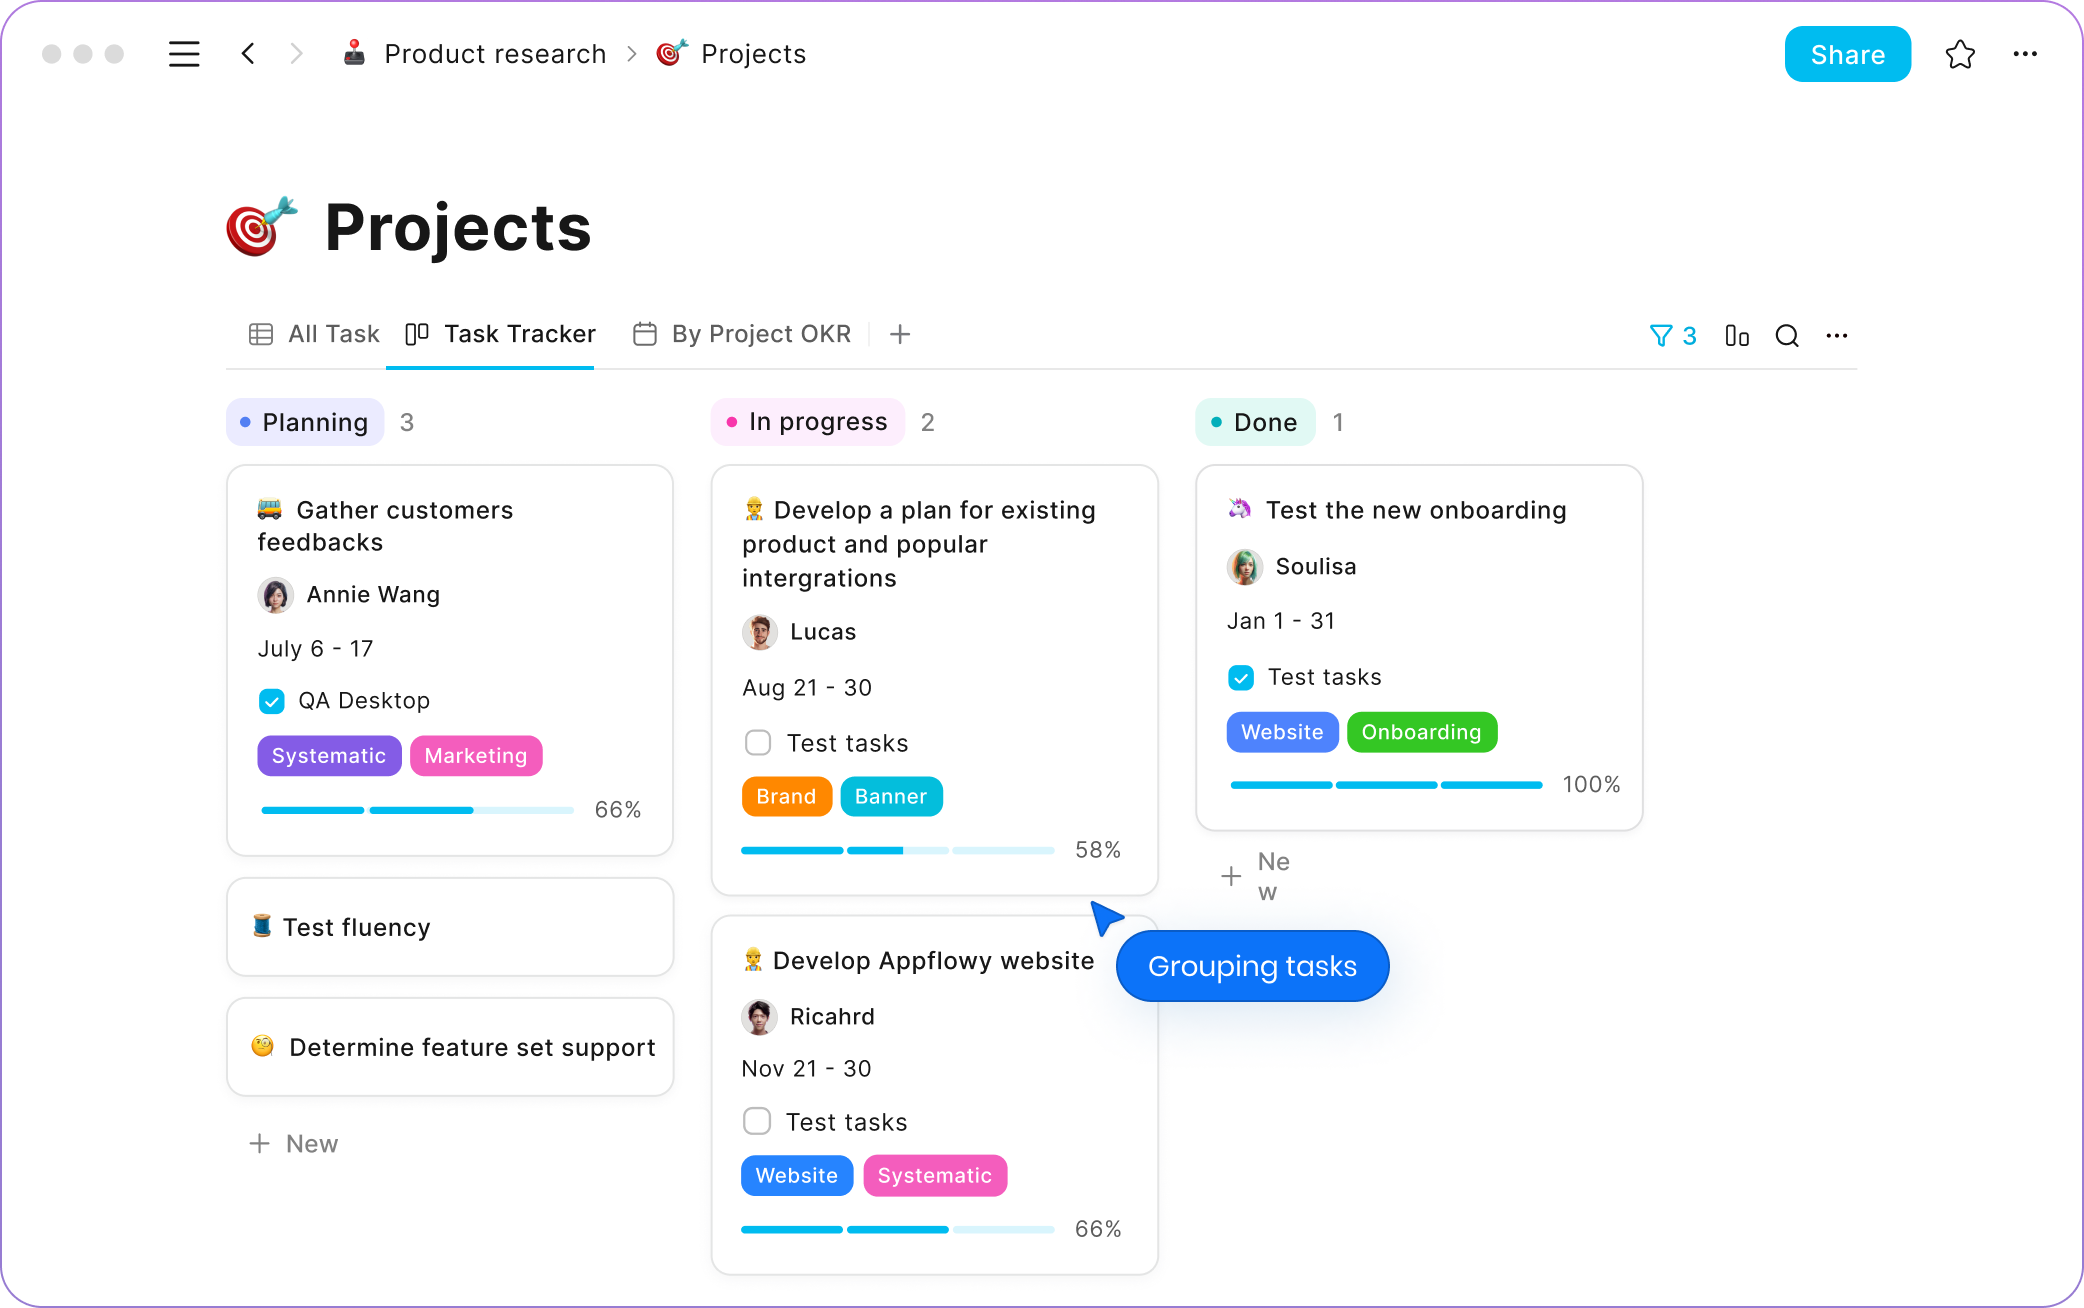 Product research > Projects
Share
Projects
All Task
Task Tracker
By Project OKR
3
Planning 3
Gather customers
feedbacks
Annie Wang
July 6 - 17
QA Desktop
Systematic Marketing
66%
Test fluency
Determine feature set support
+ New
In progress 2
Develop a plan for existing
product and popular
intergrations
Lucas
Aug 21 - 30
Test tasks
Brand Banner
58%
Develop Appflowy website
Ricahrd
Nov 21 - 30
Test tasks
Website Systematic
66%
Grouping tasks
Done 1
Test the new onboarding
Soulisa
Jan 1 - 31
Test tasks
Website Onboarding
100%
+ Ne
w